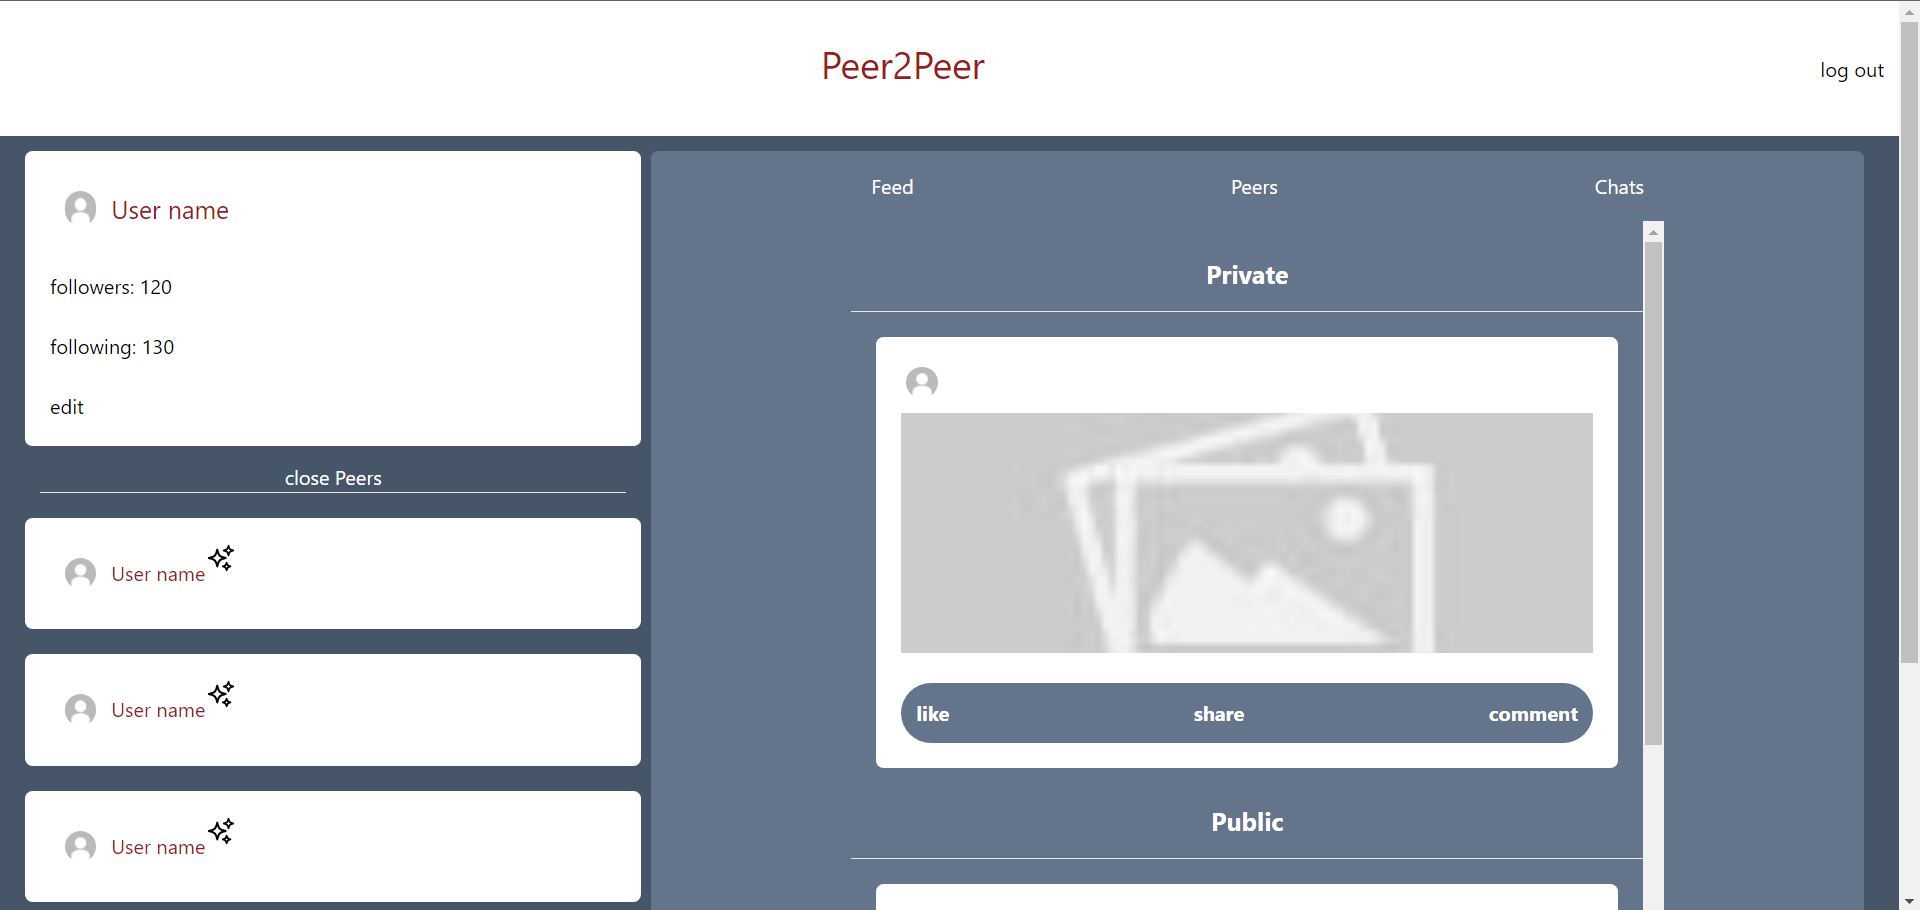 Peer2Peer
log out
User name
followers: 120
following: 130
edit
close Peers
User name
User name
User name
Feed Peers Chats
Private
like share comment
Public